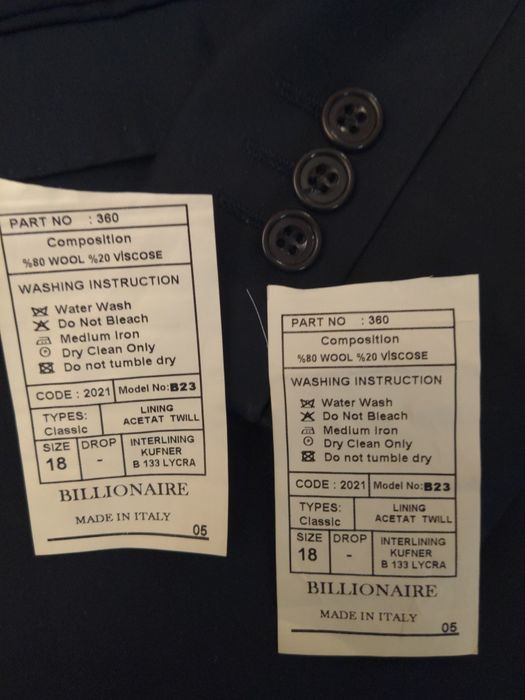 PART NO : 360
Composition
%80 WOOL %20 VİSCOSE
WASHING INSTRUCTION
Water Wash
Do Not Bleach
Medium Iron
Dry Clean Only
Do not tumble dry
CODE : 2021 Model No:B23
TYPES: Classic
LINING
ACETAT TWILL
SIZE 18
DROP -
INTERLINING
KUFNER
B 133 LYCRA
BILLIONAIRE
MADE IN ITALY
05
PART NO : 360
Composition
%80 WOOL %20 VİSCOSE
WASHING INSTRUCTION
Water Wash
Do Not Bleach
Medium Iron
Dry Clean Only
Do not tumble dry
CODE : 2021 Model No:B23
TYPES: Classic
LINING
ACETAT TWILL
SIZE 18
DROP -
INTERLINING
KUFNER
B 133 LYCRA
BILLIONAIRE
MADE IN ITALY
05